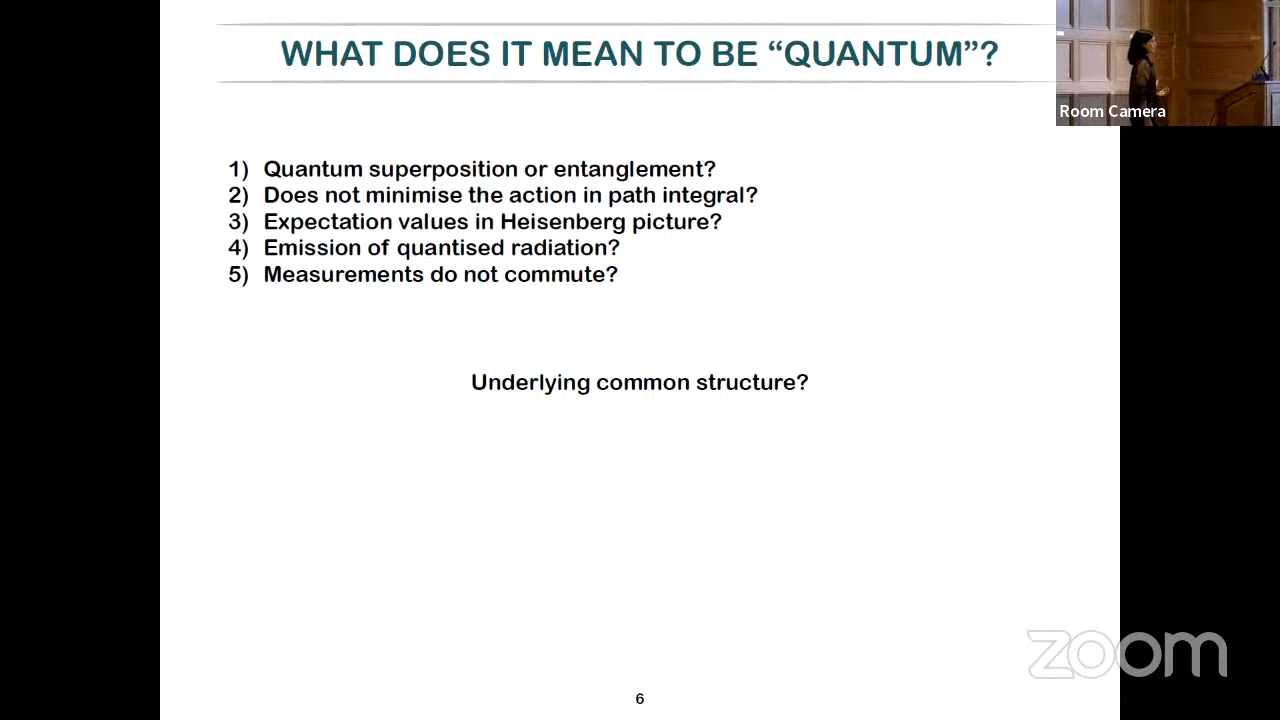 WHAT DOES IT MEAN TO BE “QUANTUM”?
Room Camera
1) Quantum superposition or entanglement?
2) Does not minimise the action in path integral?
3) Expectation values in Heisenberg picture?
4) Emission of quantised radiation?
5) Measurements do not commute?
Underlying common structure?
zoom
6